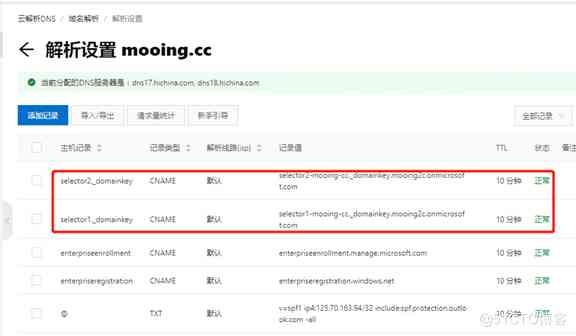 云解析DNS / 域名解析 / 解析设置
← 解析设置 mooing.cc
当前分配的DNS服务器是：dns17.hichina.com, dns18.hichina.com
添加记录 导入/导出 请求量统计 新手引导 全部记录
主机记录 记录类型 解析线路(isp) 记录值 TTL 状态 备注
selector2._domainkey CNAME 默认 selector2-mooing-cc._domainkey.mooing2c.onmicrosof
t.com 10 分钟 正常
selector1._domainkey CNAME 默认 selector1-mooing-cc._domainkey.mooing2c.onmicrosof
t.com 10 分钟 正常
enterpriseenrollment CNAME 默认 enterpriseenrollment.manage.microsoft.com 10 分钟 正常
enterpriseregistration CNAME 默认 enterpriseregistration.windows.net 10 分钟 正常
@ TXT 默认 v=spf1 ip4:125.70.163.94/32 include:spf.protection.outlo
ok.com -all 10 分钟 正常
@51CTO博客